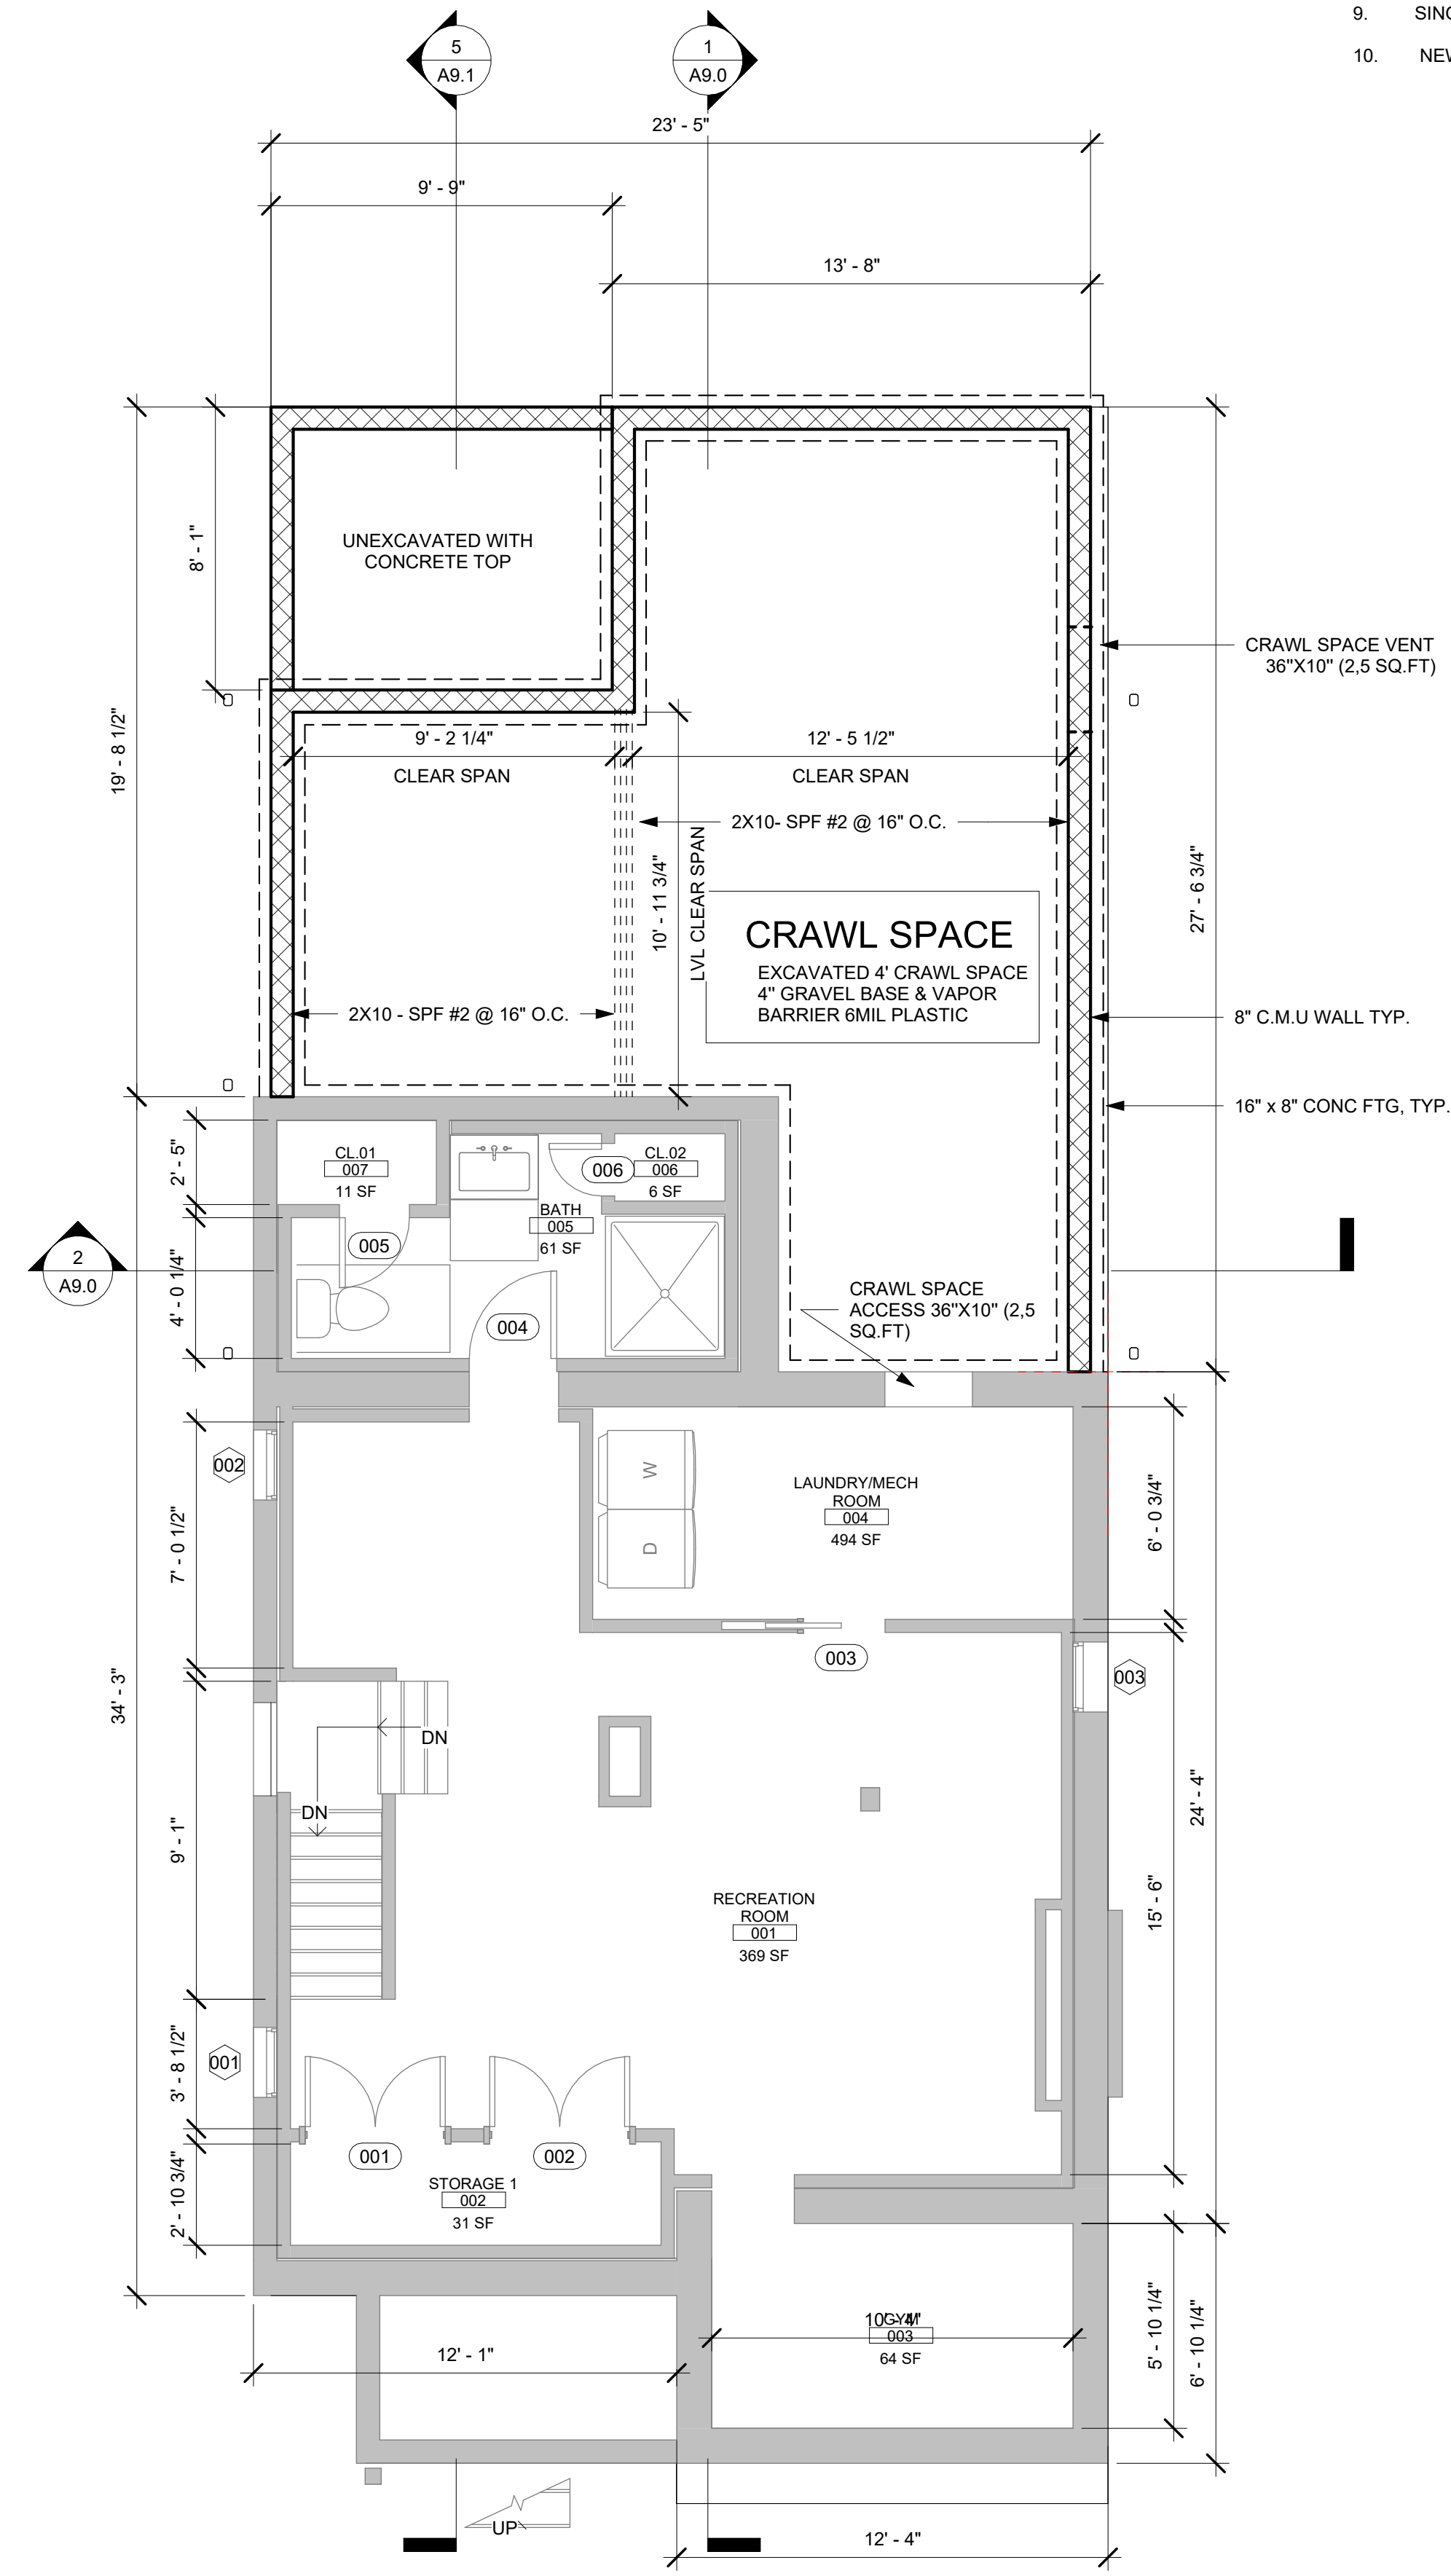 9. SING
10. NEW
5
A9.1
1
A9.0
23' - 5"
9' - 9"
13' - 8"
UNEXCAVATED WITH
CONCRETE TOP
8' - 1"
19' - 8 1/2"
CRAWL SPACE VENT
36"X10" (2,5 SQ.FT)
9' - 2 1/4"
CLEAR SPAN
12' - 5 1/2"
CLEAR SPAN
2X10- SPF #2 @ 16" O.C.
10' - 11 3/4"
LVL CLEAR SPAN
27' - 6 3/4"
CRAWL SPACE
EXCAVATED 4' CRAWL SPACE
4" GRAVEL BASE & VAPOR
BARRIER 6MIL PLASTIC
2X10 - SPF #2 @ 16" O.C.
8" C.M.U WALL TYP.
16" x 8" CONC FTG, TYP.
2' - 5"
CL.01
007
11 SF
006
CL.02
006
6 SF
BATH
005
61 SF
005
2
A9.0
4' - 0 1/4"
004
CRAWL SPACE
ACCESS 36"X10" (2,5
SQ.FT)
002
7' - 0 1/2"
W
D
LAUNDRY/MECH
ROOM
004
494 SF
6' - 0 3/4"
003
003
34' - 3"
DN
DN
9' - 1"
24' - 4"
15' - 6"
RECREATION
ROOM
001
369 SF
001
3' - 8 1/2"
001
002
2' - 10 3/4"
STORAGE 1
002
31 SF
10' - 4"
GYM
003
64 SF
5' - 10 1/4"
6' - 10 1/4"
12' - 1"
UP
12' - 4"